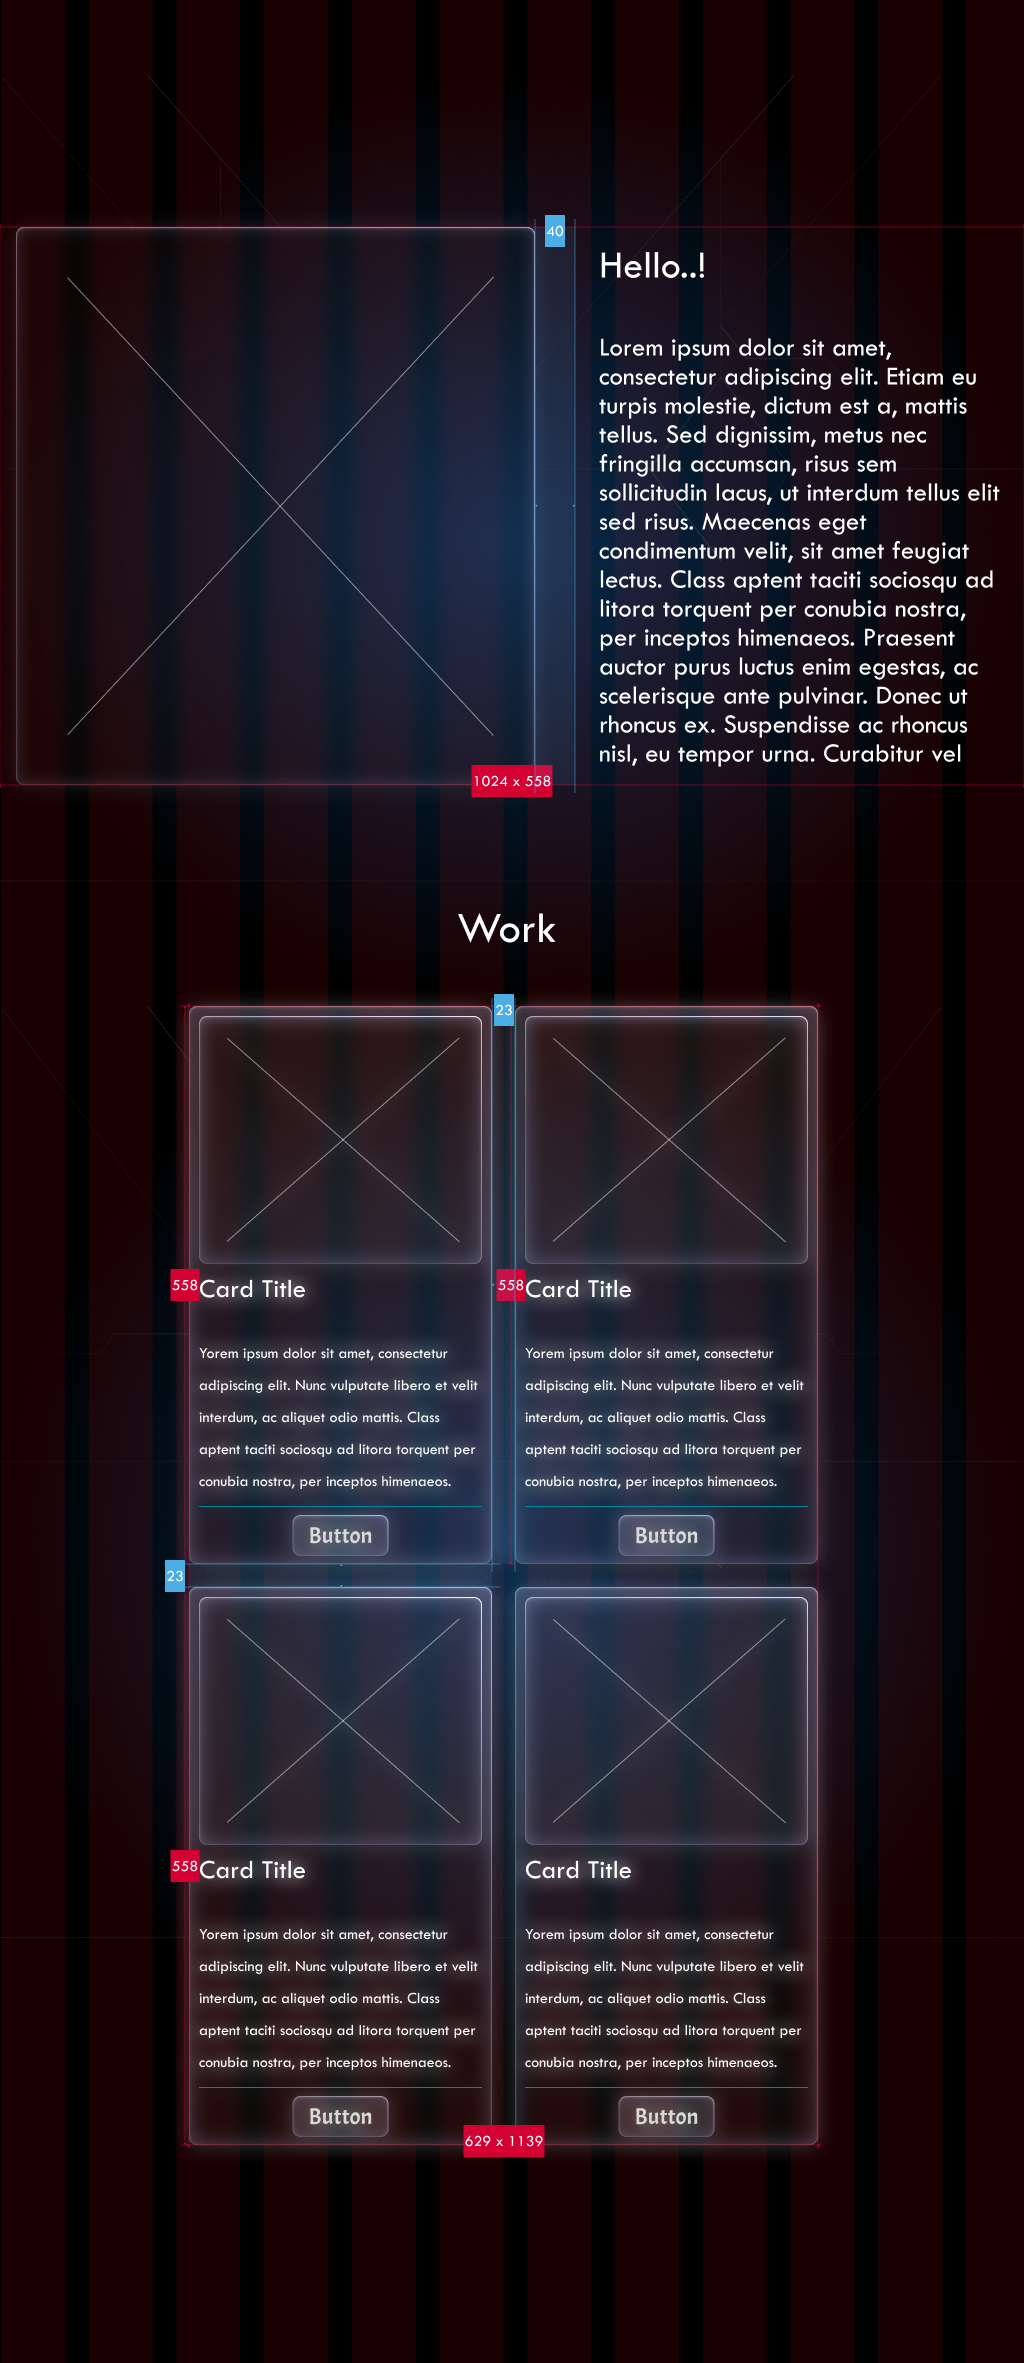 40
Hello..!
Lorem ipsum dolor sit amet,
consectetur adipiscing elit. Etiam eu
turpis molestie, dictum est a, mattis
tellus. Sed dignissim, metus nec
fringilla accumsan, risus sem
sollicitudin lacus, ut interdum tellus elit
sed risus. Maecenas eget
condimentum velit, sit amet feugiat
lectus. Class aptent taciti sociosqu ad
litora torquent per conubia nostra,
per inceptos himenaeos. Praesent
auctor purus luctus enim egestas, ac
scelerisque ante pulvinar. Donec ut
rhoncus ex. Suspendisse ac rhoncus
nisl, eu tempor urna. Curabitur vel
1024 x 558
Work
23
558
Card Title
Yorem ipsum dolor sit amet, consectetur
adipiscing elit. Nunc vulputate libero et velit
interdum, ac aliquet odio mattis. Class
aptent taciti sociosqu ad litora torquent per
conubia nostra, per inceptos himenaeos.
Button
558
Card Title
Yorem ipsum dolor sit amet, consectetur
adipiscing elit. Nunc vulputate libero et velit
interdum, ac aliquet odio mattis. Class
aptent taciti sociosqu ad litora torquent per
conubia nostra, per inceptos himenaeos.
Button
23
558
Card Title
Yorem ipsum dolor sit amet, consectetur
adipiscing elit. Nunc vulputate libero et velit
interdum, ac aliquet odio mattis. Class
aptent taciti sociosqu ad litora torquent per
conubia nostra, per inceptos himenaeos.
Button
Card Title
Yorem ipsum dolor sit amet, consectetur
adipiscing elit. Nunc vulputate libero et velit
interdum, ac aliquet odio mattis. Class
aptent taciti sociosqu ad litora torquent per
conubia nostra, per inceptos himenaeos.
Button
629 x 1139